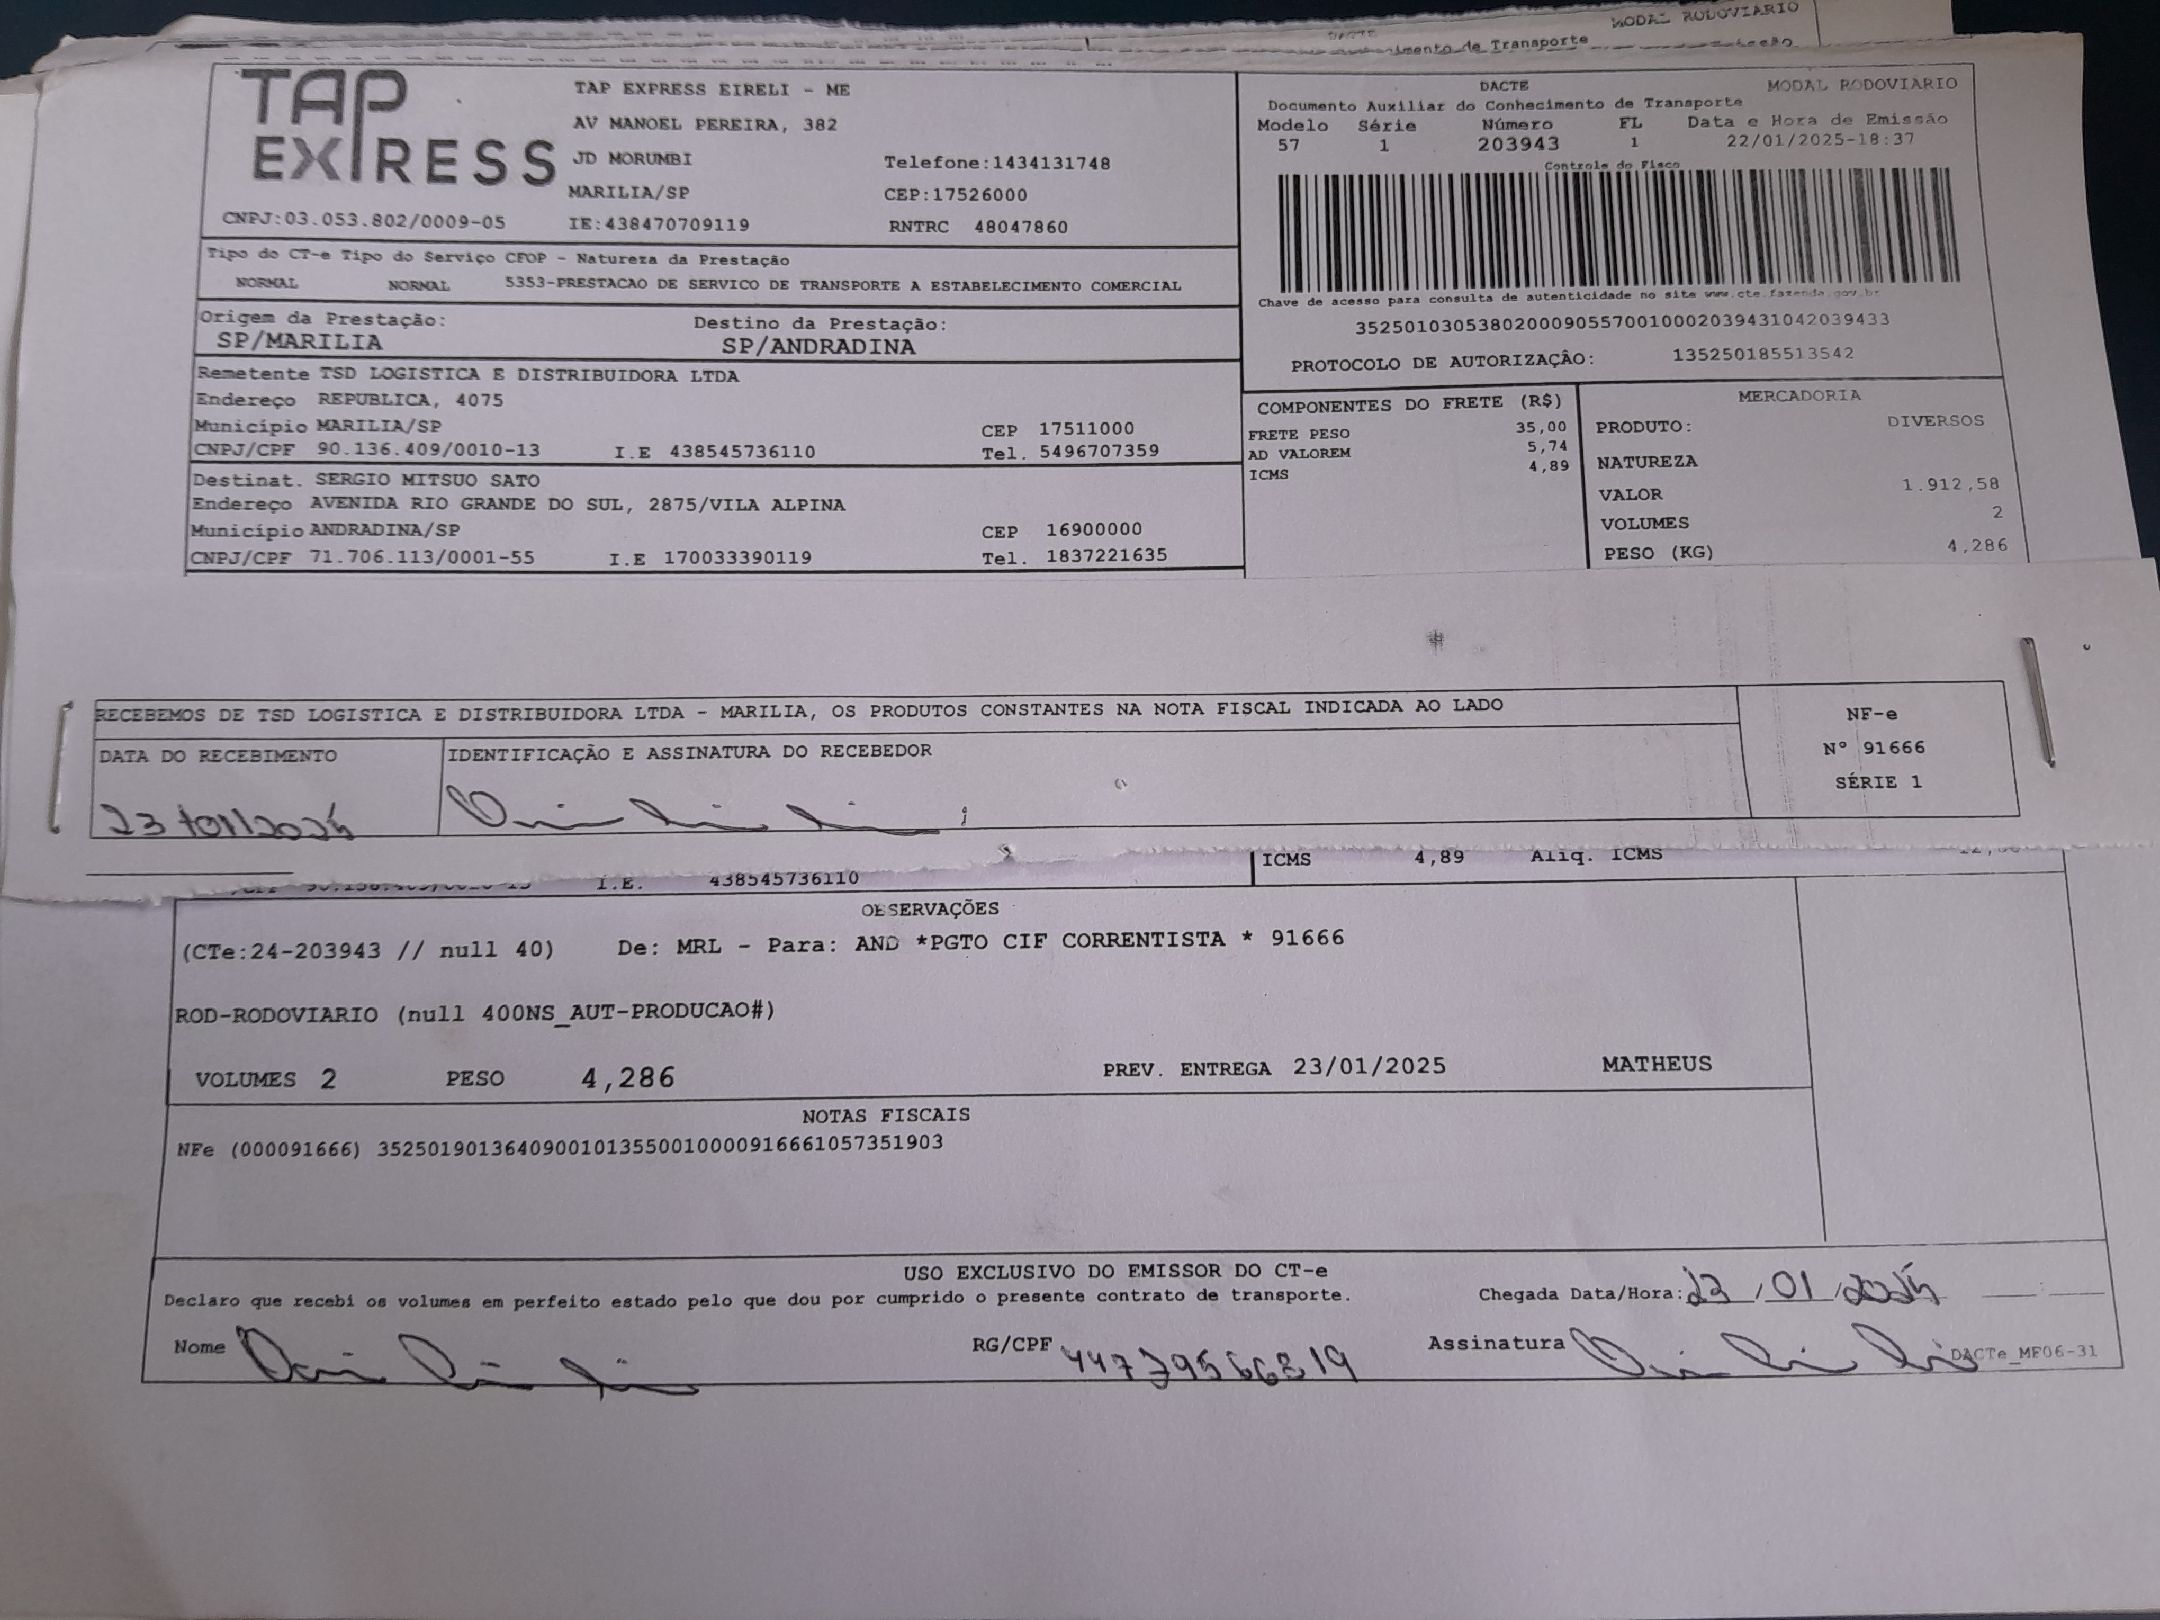 MODAL RODOVIARIO
DACTE
imento de Transporte
TAP EXPRESS
TAP EXPRESS EIRELI - ME
AV MANOEL PEREIRA, 382
JD MORUMBI Telefone:1434131748
MARILIA/SP CEP:17526000
CNPJ:03.053.802/0009-05 IE:438470709119 RNTRC 48047860
DACTE MODAL RODOVIARIO
Documento Auxiliar do Conhecimento de Transporte
Modelo Série Número FL Data e Hora de Emissão
57 1 203943 1 22/01/2025-18:37
Controle do Fisco
Chave de acesso para consulta de autenticidade no site www.cte.fazenda.gov.br
35250103053802000905570010002039431042039433
PROTOCOLO DE AUTORIZAÇÃO: 135250185513542
Tipo do CT-e Tipo do Serviço CFOP - Natureza da Prestação
NORMAL NORMAL 5353-PRESTACAO DE SERVICO DE TRANSPORTE A ESTABELECIMENTO COMERCIAL
Origem da Prestação: Destino da Prestação:
SP/MARILIA SP/ANDRADINA
Remetente TSD LOGISTICA E DISTRIBUIDORA LTDA
Endereço REPUBLICA, 4075
Município MARILIA/SP CEP 17511000
CNPJ/CPF 90.136.409/0010-13 I.E 438545736110 Tel. 5496707359
Destinat. SERGIO MITSUO SATO
Endereço AVENIDA RIO GRANDE DO SUL, 2875/VILA ALPINA
Município ANDRADINA/SP CEP 16900000
CNPJ/CPF 71.706.113/0001-55 I.E 170033390119 Tel. 1837221635
COMPONENTES DO FRETE (R$)
FRETE PESO 35,00
AD VALOREM 5,74
ICMS 4,89
MERCADORIA
PRODUTO: DIVERSOS
NATUREZA
VALOR 1.912,58
VOLUMES 2
PESO (KG) 4,286
RECEBEMOS DE TSD LOGISTICA E DISTRIBUIDORA LTDA - MARILIA, OS PRODUTOS CONSTANTES NA NOTA FISCAL INDICADA AO LADO
DATA DO RECEBIMENTO IDENTIFICAÇÃO E ASSINATURA DO RECEBEDOR
23/01/2025
NF-e
Nº 91666
SÉRIE 1
I.E. 438545736110
ICMS 4,89 Aliq. ICMS
OBSERVAÇÕES
(CTe:24-203943 // null 40) De: MRL - Para: AND *PGTO CIF CORRENTISTA * 91666
ROD-RODOVIARIO (null 400NS_AUT-PRODUCAO#)
VOLUMES 2 PESO 4,286 PREV. ENTREGA 23/01/2025 MATHEUS
NOTAS FISCAIS
NFe (000091666) 35250190136409001013550010000916661057351903
USO EXCLUSIVO DO EMISSOR DO CT-e
Declaro que recebi os volumes em perfeito estado pelo que dou por cumprido o presente contrato de transporte. Chegada Data/Hora: 23/01/2025
Nome RG/CPF 44779566819 Assinatura
DACTe_MF06-31